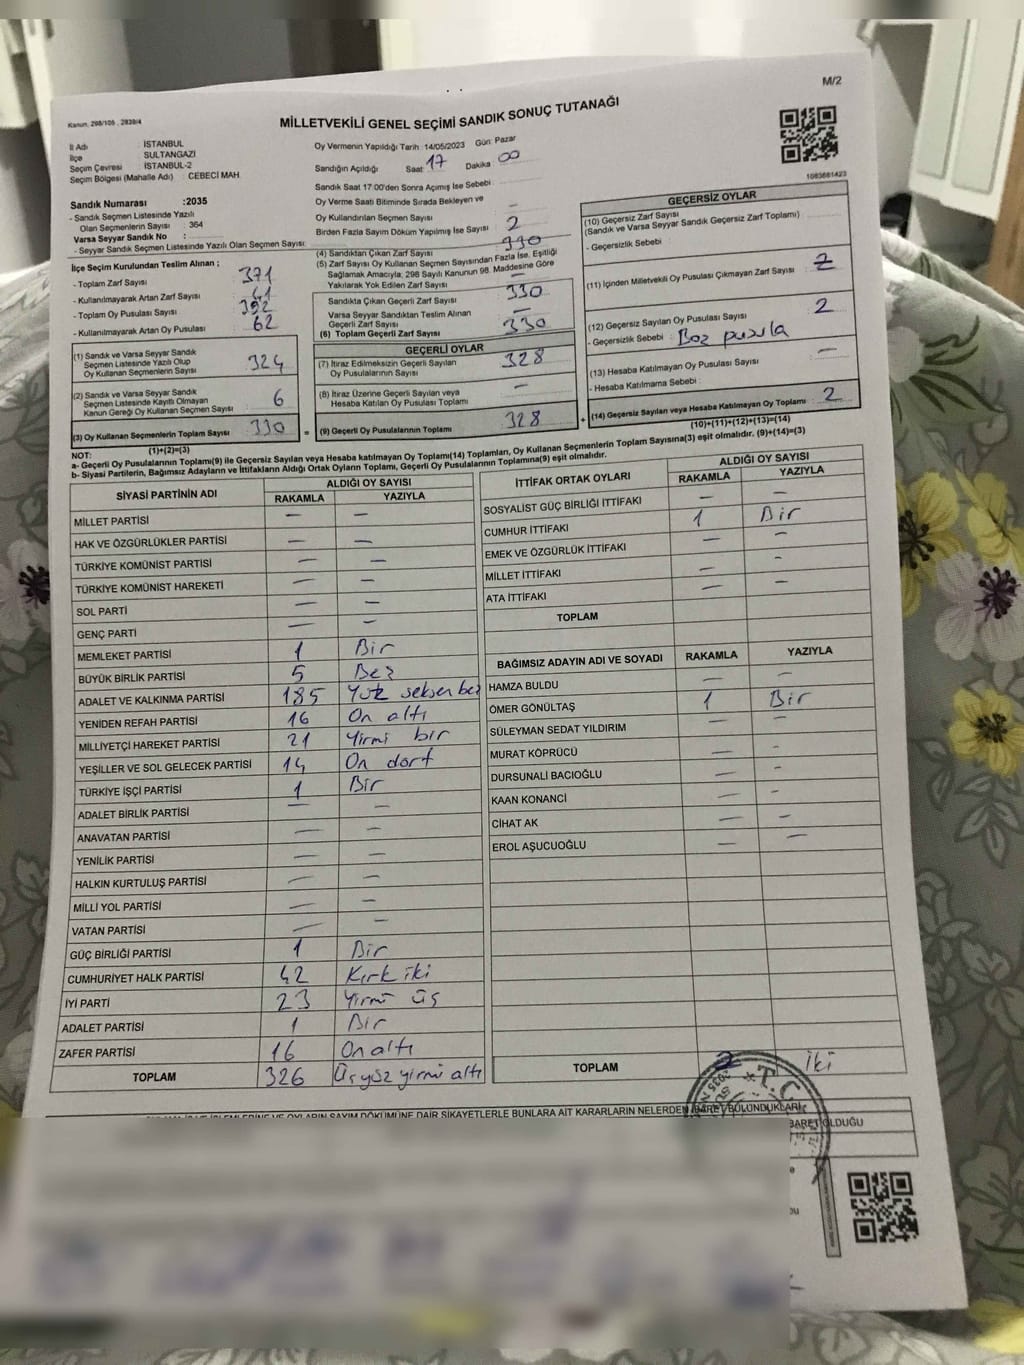 M/2
Kanun, 298/105 , 2839/4
MİLLETVEKİLİ GENEL SEÇİMİ SANDIK SONUÇ TUTANAĞI
İl Adı : İSTANBUL
İlçe : SULTANGAZİ
Seçim Çevresi : İSTANBUL-2
Seçim Bölgesi (Mahalle Adı) : CEBECİ MAH.
Sandık Numarası :2035
- Sandık Seçmen Listesinde Yazılı
Olan Seçmenlerin Sayısı : 364
Varsa Seyyar Sandık No :
- Seyyar Sandık Seçmen Listesinde Yazılı Olan Seçmen Sayısı:
İlçe Seçim Kurulundan Teslim Alınan ;
- Toplam Zarf Sayısı : 371
- Kullanılmayarak Artan Zarf Sayısı : 41
- Toplam Oy Pusulası Sayısı : 392
- Kullanılmayarak Artan Oy Pusulası : 62
(1) Sandık ve Varsa Seyyar Sandık
Seçmen Listesinde Yazılı Olup
Oy Kullanan Seçmenlerin Sayısı : 324
(2) Sandık ve Varsa Seyyar Sandık
Seçmen Listesinde Kayıtlı Olmayan
Kanun Gereği Oy Kullanan Seçmen Sayısı : 6
(3) Oy Kullanan Seçmenlerin Toplam Sayısı : 330
(1)+(2)=(3)
Oy Vermenin Yapıldığı Tarih :14/05/2023 Gün: Pazar
Sandığın Açıldığı Saat: 17 Dakika 00
Sandık Saat 17:00'den Sonra Açımış İse Sebebi :
Oy Verme Saati Bitiminde Sırada Bekleyen ve
Oy Kullandırılan Seçmen Sayısı : —
Birden Fazla Sayım Döküm Yapılmış İse Sayısı : 2
(4) Sandıktan Çıkan Zarf Sayısı : 330
(5) Zarf Sayısı Oy Kullanan Seçmen Sayısından Fazla İse, Eşitliği
Sağlamak Amacıyla; 298 Sayılı Kanunun 98. Maddesine Göre
Yakılarak Yok Edilen Zarf Sayısı : —
Sandıkta Çıkan Geçerli Zarf Sayısı : 330
Varsa Seyyar Sandıktan Teslim Alınan
Geçerli Zarf Sayısı : —
(6) Toplam Geçerli Zarf Sayısı : 330
GEÇERLİ OYLAR
(7) İtiraz Edilmeksizin Geçerli Sayılan
Oy Pusulalarının Sayısı : 328
(8) İtiraz Üzerine Geçerli Sayılan veya
Hesaba Katılan Oy Pusulası Toplamı : —
= (9) Geçerli Oy Pusulalarının Toplamı : 328 +
1083681423
GEÇERSİZ OYLAR
(10) Geçersiz Zarf Sayısı
(Sandık ve Varsa Seyyar Sandık Geçersiz Zarf Toplamı) :
- Geçersizlik Sebebi :
(11) İçinden Milletvekili Oy Pusulası Çıkmayan Zarf Sayısı : 2
(12) Geçersiz Sayılan Oy Pusulası Sayısı : 2
- Geçersizlik Sebebi : Boz pusula
(13) Hesaba Katılmayan Oy Pusulası Sayısı : —
- Hesaba Katılmama Sebebi :
(14) Geçersiz Sayılan veya Hesaba Katılmayan Oy Toplamı : 2
(10)+(11)+(12)+(13)=(14)
NOT:
a- Geçerli Oy Pusulalarının Toplamı(9) ile Geçersiz Sayılan veya Hesaba katılmayan Oy Toplamı(14) Toplamları, Oy Kullanan Seçmenlerin Toplam Sayısına(3) eşit olmalıdır. (9)+(14)=(3)
b- Siyasi Partilerin, Bağımsız Adayların ve İttifakların Aldığı Ortak Oyların Toplamı, Geçerli Oy Pusulalarının Toplamına(9) eşit olmalıdır.
SİYASİ PARTİNİN ADI ALDIĞI OY SAYISI
RAKAMLA YAZIYLA
MİLLET PARTİSİ — —
HAK VE ÖZGÜRLÜKLER PARTİSİ — —
TÜRKİYE KOMÜNİST PARTİSİ — —
TÜRKİYE KOMÜNİST HAREKETİ — —
SOL PARTİ — —
GENÇ PARTİ — —
MEMLEKET PARTİSİ 1 Bir
BÜYÜK BİRLİK PARTİSİ 5 Beş
ADALET VE KALKINMA PARTİSİ 185 Yüz seksen beş
YENİDEN REFAH PARTİSİ 16 On altı
MİLLİYETÇİ HAREKET PARTİSİ 21 Yirmi bir
YEŞİLLER VE SOL GELECEK PARTİSİ 14 On dört
TÜRKİYE İŞÇİ PARTİSİ 1 Bir
ADALET BİRLİK PARTİSİ — —
ANAVATAN PARTİSİ — —
YENİLİK PARTİSİ — —
HALKIN KURTULUŞ PARTİSİ — —
MİLLİ YOL PARTİSİ — —
VATAN PARTİSİ — —
GÜÇ BİRLİĞİ PARTİSİ 1 Bir
CUMHURİYET HALK PARTİSİ 42 Kırk iki
İYİ PARTİ 23 Yirmi üç
ADALET PARTİSİ 1 Bir
ZAFER PARTİSİ 16 On altı
TOPLAM 326 Üçyüz yirmi altı
İTTİFAK ORTAK OYLARI ALDIĞI OY SAYISI
RAKAMLA YAZIYLA
SOSYALİST GÜÇ BİRLİĞİ İTTİFAKI — —
CUMHUR İTTİFAKI 1 Bir
EMEK VE ÖZGÜRLÜK İTTİFAKI — —
MİLLET İTTİFAKI — —
ATA İTTİFAKI — —
TOPLAM
BAĞIMSIZ ADAYIN ADI VE SOYADI RAKAMLA YAZIYLA
HAMZA BULDU — —
ÖMER GÖNÜLTAŞ 1 Bir
SÜLEYMAN SEDAT YILDIRIM — —
MURAT KÖPRÜCÜ — —
DURSUNALİ BACIOĞLU — —
KAAN KONANCİ — —
CİHAT AK — —
EROL AŞUCUOĞLU — —
TOPLAM 2 İki
İŞLEMLERİNE VE OYLARIN SAYIM DÖKÜMÜNE DAİR ŞİKAYETLERLE BUNLARA AİT KARARLARIN NELERDEN İBARET BULUNDUKLARI
BARET OLDUĞU
T.C.